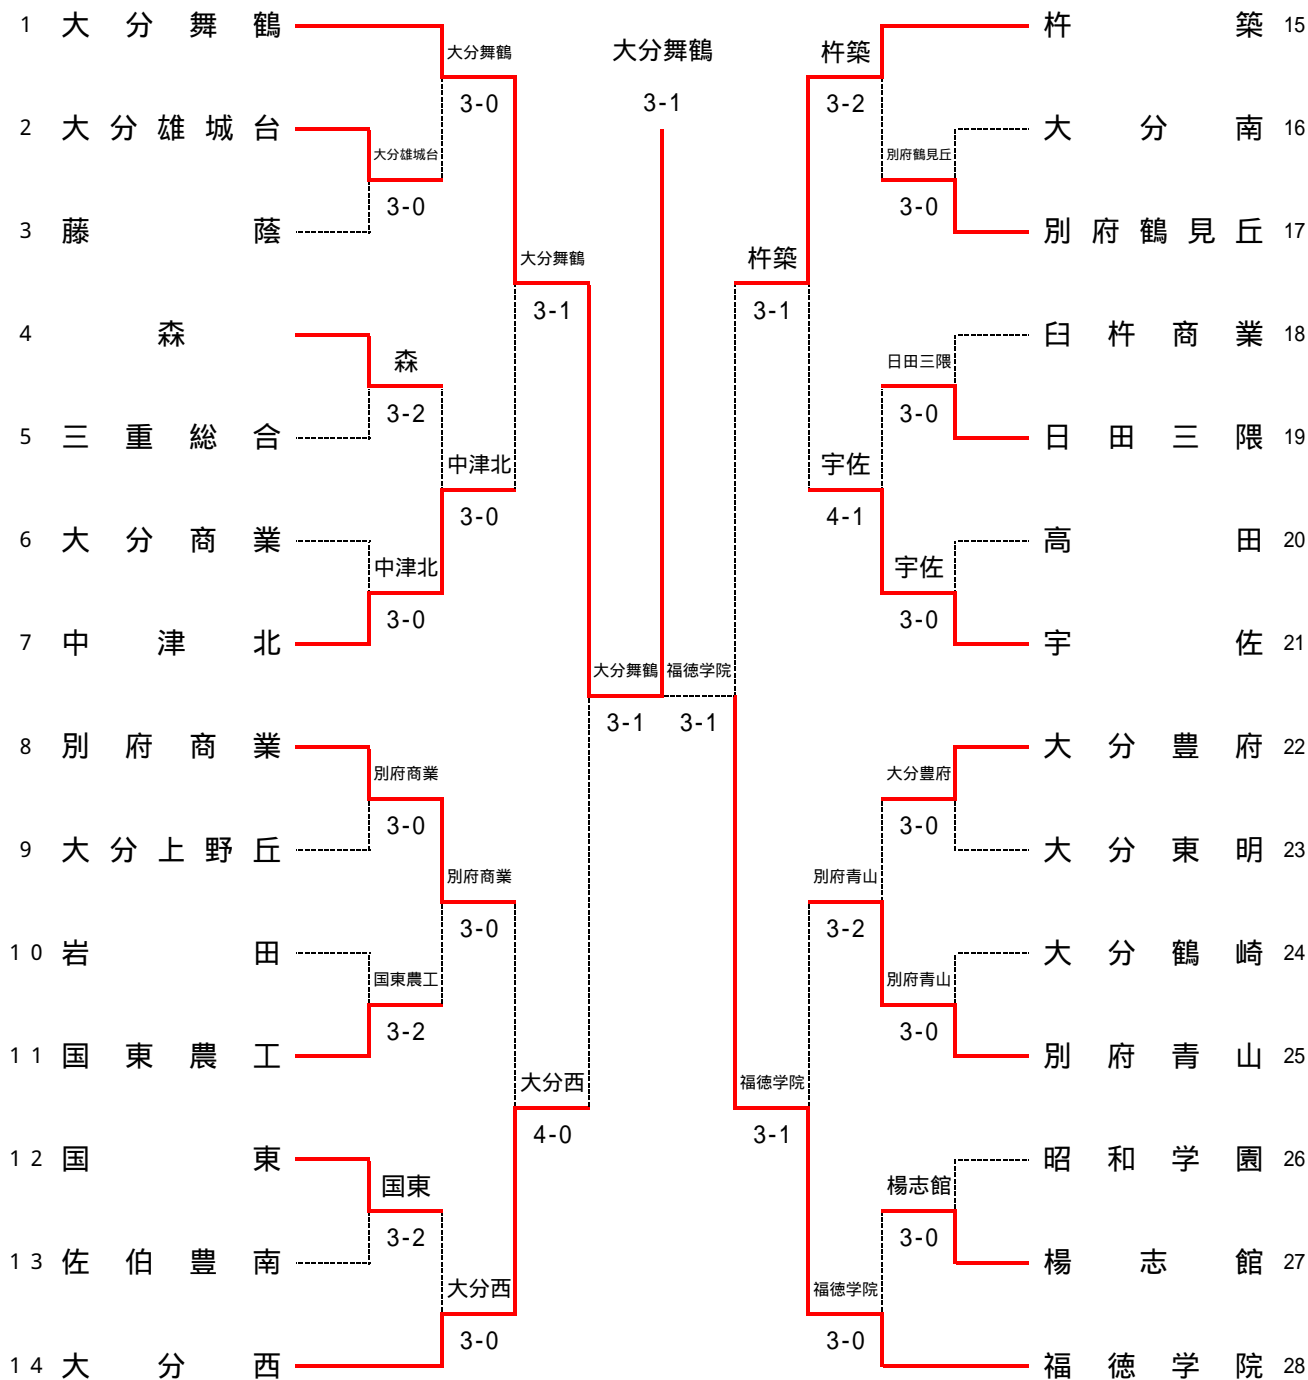 1 大分舞鶴
2 大分雄城台
3 藤蔭
4 森
5 三重総合
6 大分商業
7 中津北
8 別府商業
9 大分上野丘
10 岩田
11 国東農工
12 国東
13 佐伯豊南
14 大分西
大分雄城台
3-0
森
3-2
中津北
3-0
別府商業
3-0
国東農工
3-2
国東
3-2
大分舞鶴
3-0
中津北
3-0
別府商業
3-0
大分西
3-0
大分舞鶴
3-1
大分西
4-0
大分舞鶴
3-1
大分舞鶴
3-1
福徳学院
3-1
杵築
3-1
福徳学院
3-1
杵築
3-2
宇佐
4-1
別府青山
3-2
福徳学院
3-0
別府鶴見丘
3-0
日田三隈
3-0
宇佐
3-0
大分豊府
3-0
別府青山
3-0
楊志館
3-0
杵築 15
大分南 16
別府鶴見丘 17
臼杵商業 18
日田三隈 19
高田 20
宇佐 21
大分豊府 22
大分東明 23
大分鶴崎 24
別府青山 25
昭和学園 26
楊志館 27
福徳学院 28